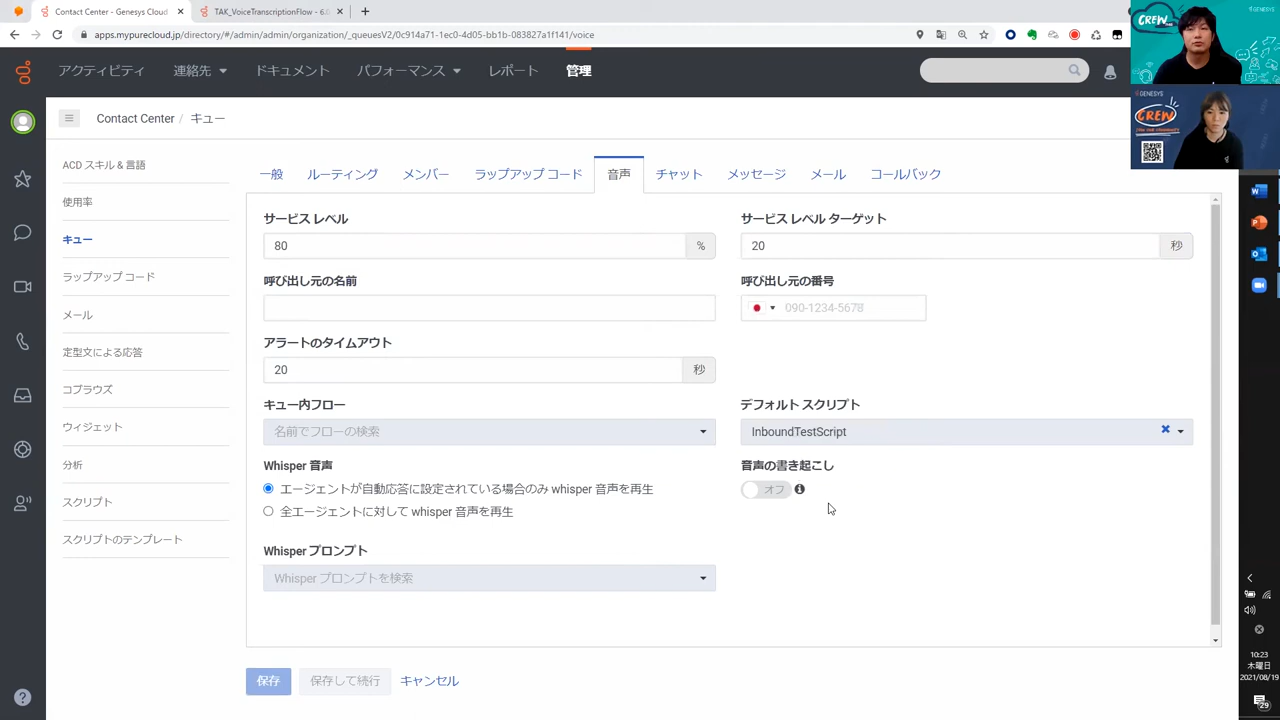 Contact Center - Genesys Cloud
TAK_VoiceTranscriptionFlow - 6.0
apps.mypurecloud.jp/directory/#/admin/admin/organization/_queuesV2/0c914a71-1ec0-4d05-b
083827a1f141/voice
アクティビティ
連絡先
ドキュメント
パフォーマンス
レポート
管理
Contact Center / キュー
ACD スキル & 言語
使用率
キュー
ラップアップ コード
メール
定型文による応答
コブラウズ
ウィジェット
分析
スクリプト
スクリプトのテンプレート
一般
ルーティング
メンバー
ラップアップ コード
音声
チャット
メッセージ
メール
コールバック
サービス レベル
80
%
サービス レベル ターゲット
20
秒
呼び出し元の名前
呼び出し元の番号
090-1234-5678
アラートのタイムアウト
20
秒
キュー内フロー
名前でフローの検索
デフォルト スクリプト
InboundTestScript
Whisper 音声
エージェントが自動応答に設定されている場合のみ whisper 音声を再生
全エージェントに対して whisper 音声を再生
音声の書き起こし
オフ
Whisper プロンプト
Whisper プロンプトを検索
保存
保存して続行
キャンセル
CREW
GENESYS
GENESYS
CREW
10:23
木曜日
2021/08/19
29